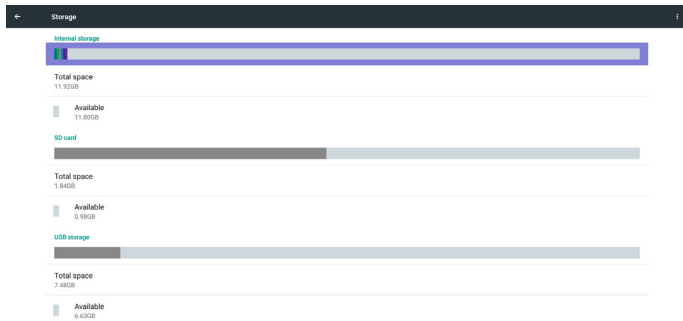 Storage
Internal storage
Total space
11.92GB
Available
11.80GB
SD card
Total space
1.84GB
Available
0.98GB
USB storage
Total space
7.48GB
Available
6.63GB